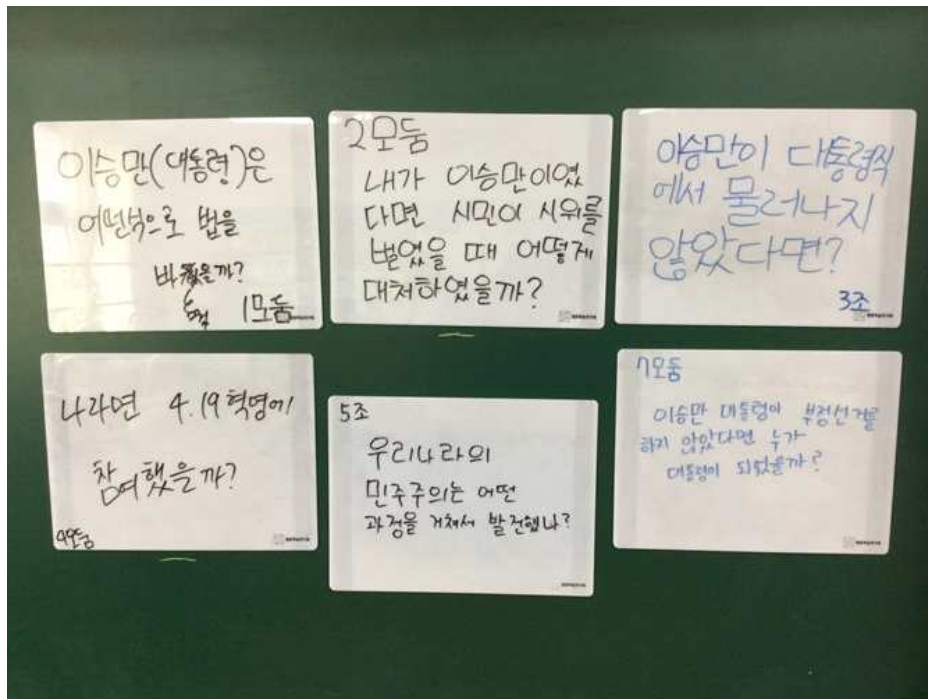 이승만(대통령)은
어떤식으로 법을
바꿨을까?
1모둠
2모둠
내가 이승만이였
다면 시민이 시위를
벌였을 때 어떻게
대처하였을까?
이승만이 대통령직
에서 물러나지
않았다면?
3조
나라면 4.19혁명에
참여했을까?
4모둠
5조
우리나라의
민주주의는 어떤
과정을 거쳐서 발전했나?
7모둠
이승만 대통령이 부정선거를
하지 않았다면 누가
대통령이 되었을까?